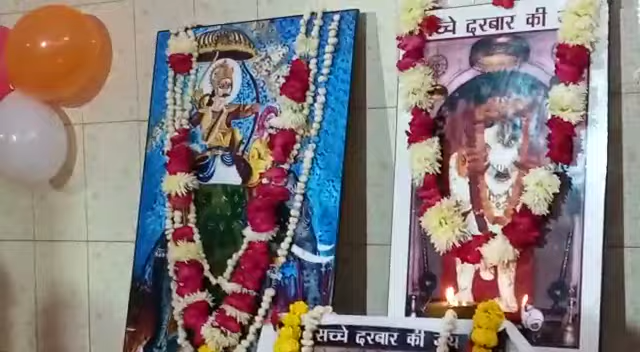 सच्चे दरबार की
सच्चे दरबार की जय